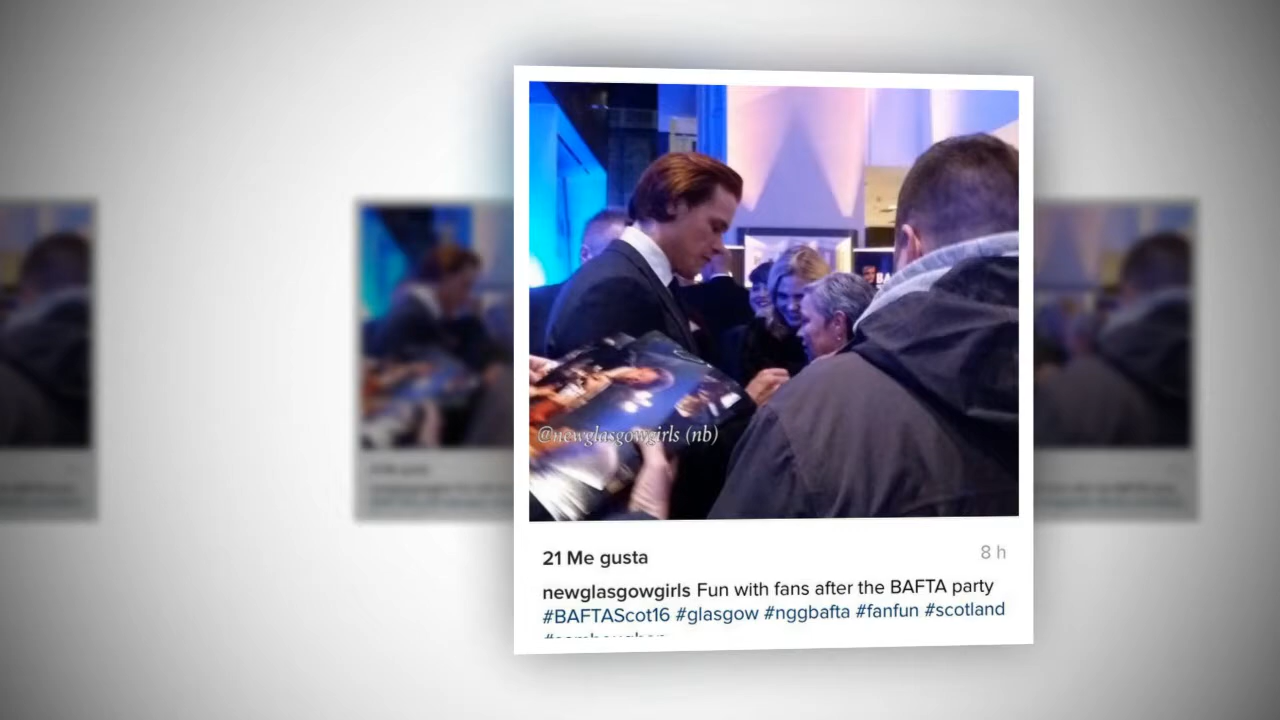 BA
@newglasgowgirls (nb)
21 Me gusta
8 h
newglasgowgirls Fun with fans after the BAFTA party
#BAFTAScot16 #glasgow #nggbafta #fanfun #scotland